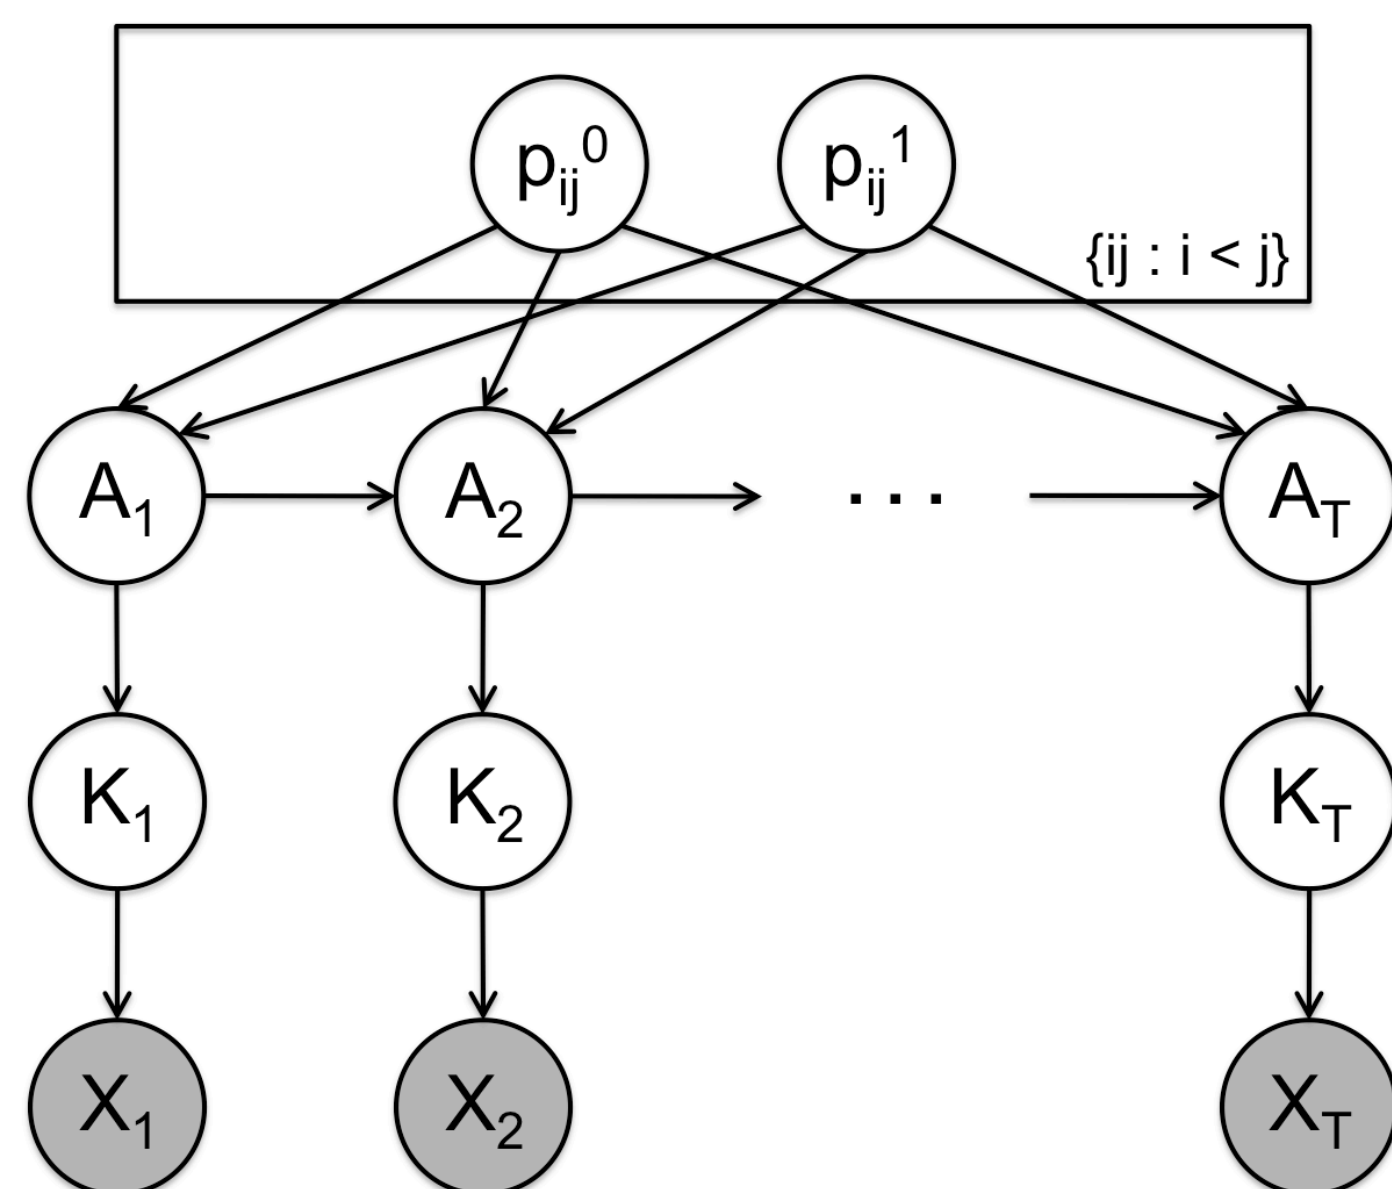 p_ij^0 p_ij^1
{ij : i < j}
A_1 A_2 . . . A_T
K_1 K_2 K_T
X_1 X_2 X_T